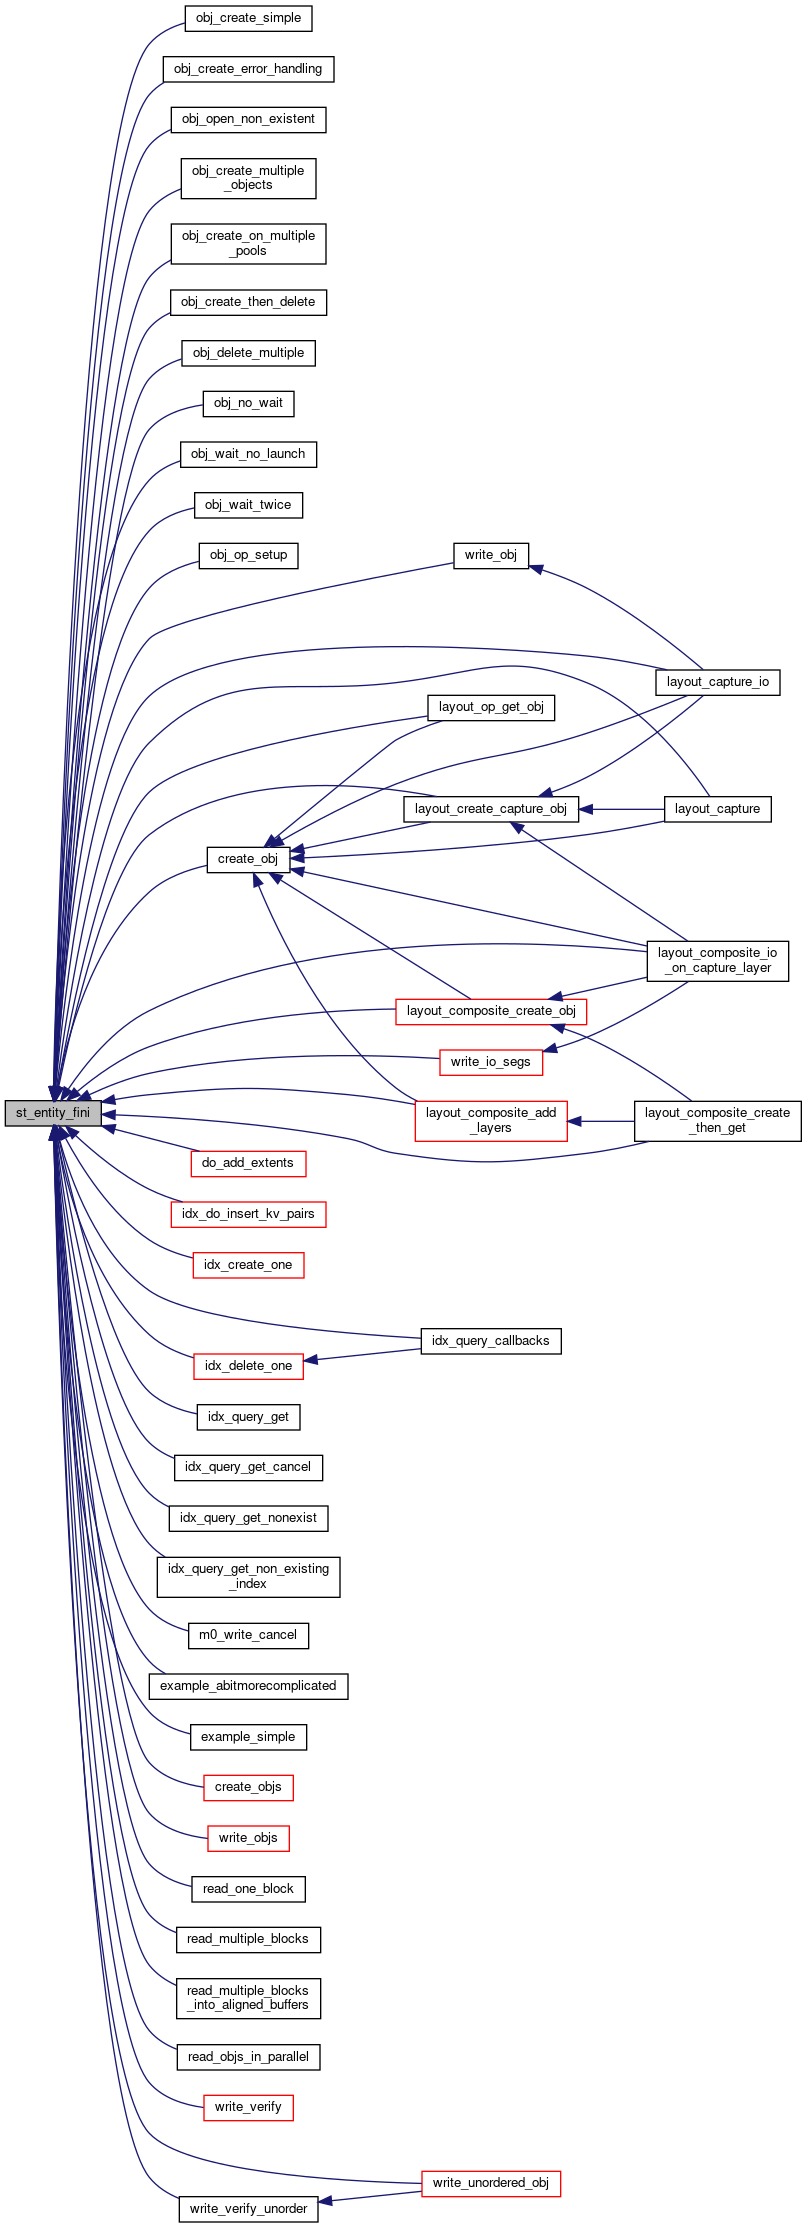 obj_create_simple
obj_create_error_handling
obj_open_non_existent
obj_create_multiple
_objects
obj_create_on_multiple
_pools
obj_create_then_delete
obj_delete_multiple
obj_no_wait
obj_wait_no_launch
obj_wait_twice
obj_op_setup
write_obj
layout_capture_io
layout_op_get_obj
layout_create_capture_obj
layout_capture
create_obj
layout_composite_io
_on_capture_layer
layout_composite_create_obj
write_io_segs
st_entity_fini
layout_composite_add
_layers
layout_composite_create
_then_get
do_add_extents
idx_do_insert_kv_pairs
idx_create_one
idx_query_callbacks
idx_delete_one
idx_query_get
idx_query_get_cancel
idx_query_get_nonexist
idx_query_get_non_existing
_index
m0_write_cancel
example_abitmorecomplicated
example_simple
create_objs
write_objs
read_one_block
read_multiple_blocks
read_multiple_blocks
_into_aligned_buffers
read_objs_in_parallel
write_verify
write_unordered_obj
write_verify_unorder